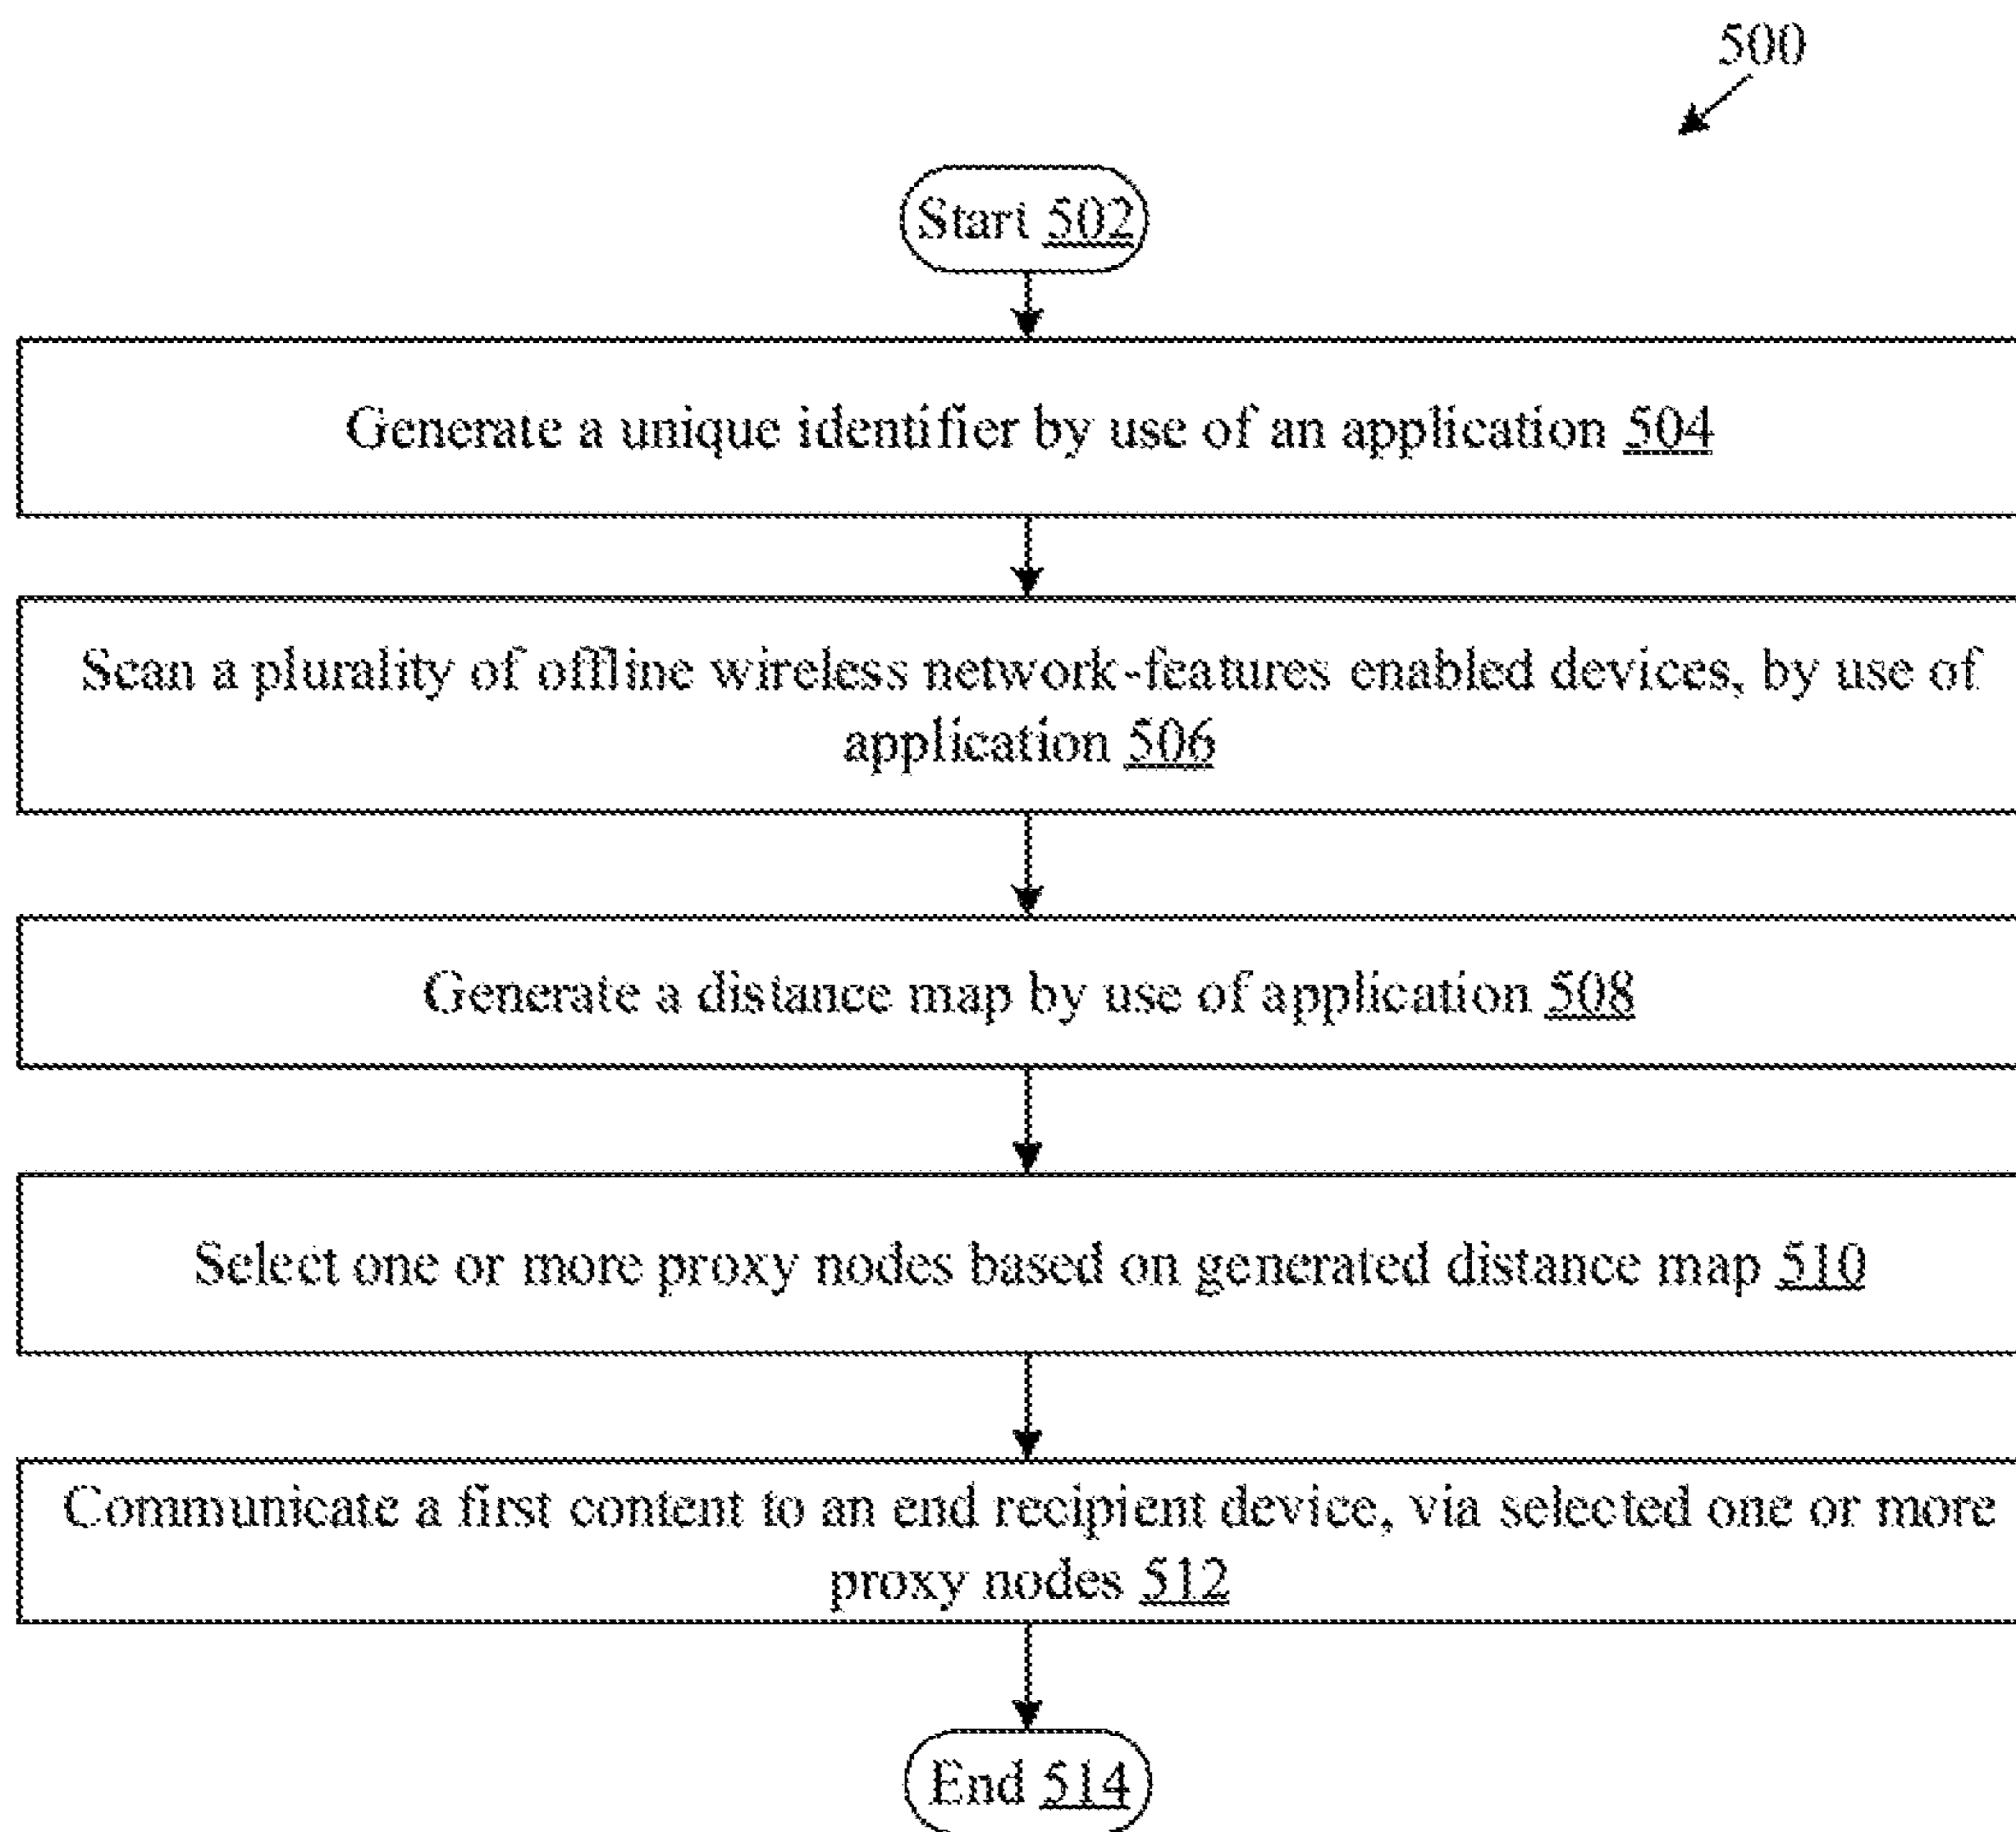 500
Start 502
Generate a unique identifier by use of an application 504
Scan a plurality of offline wireless network-features enabled devices, by use of
application 506
Generate a distance map by use of application 508
Select one or more proxy nodes based on generated distance map 510
Communicate a first content to an end recipient device, via selected one or more
proxy nodes 512
End 514